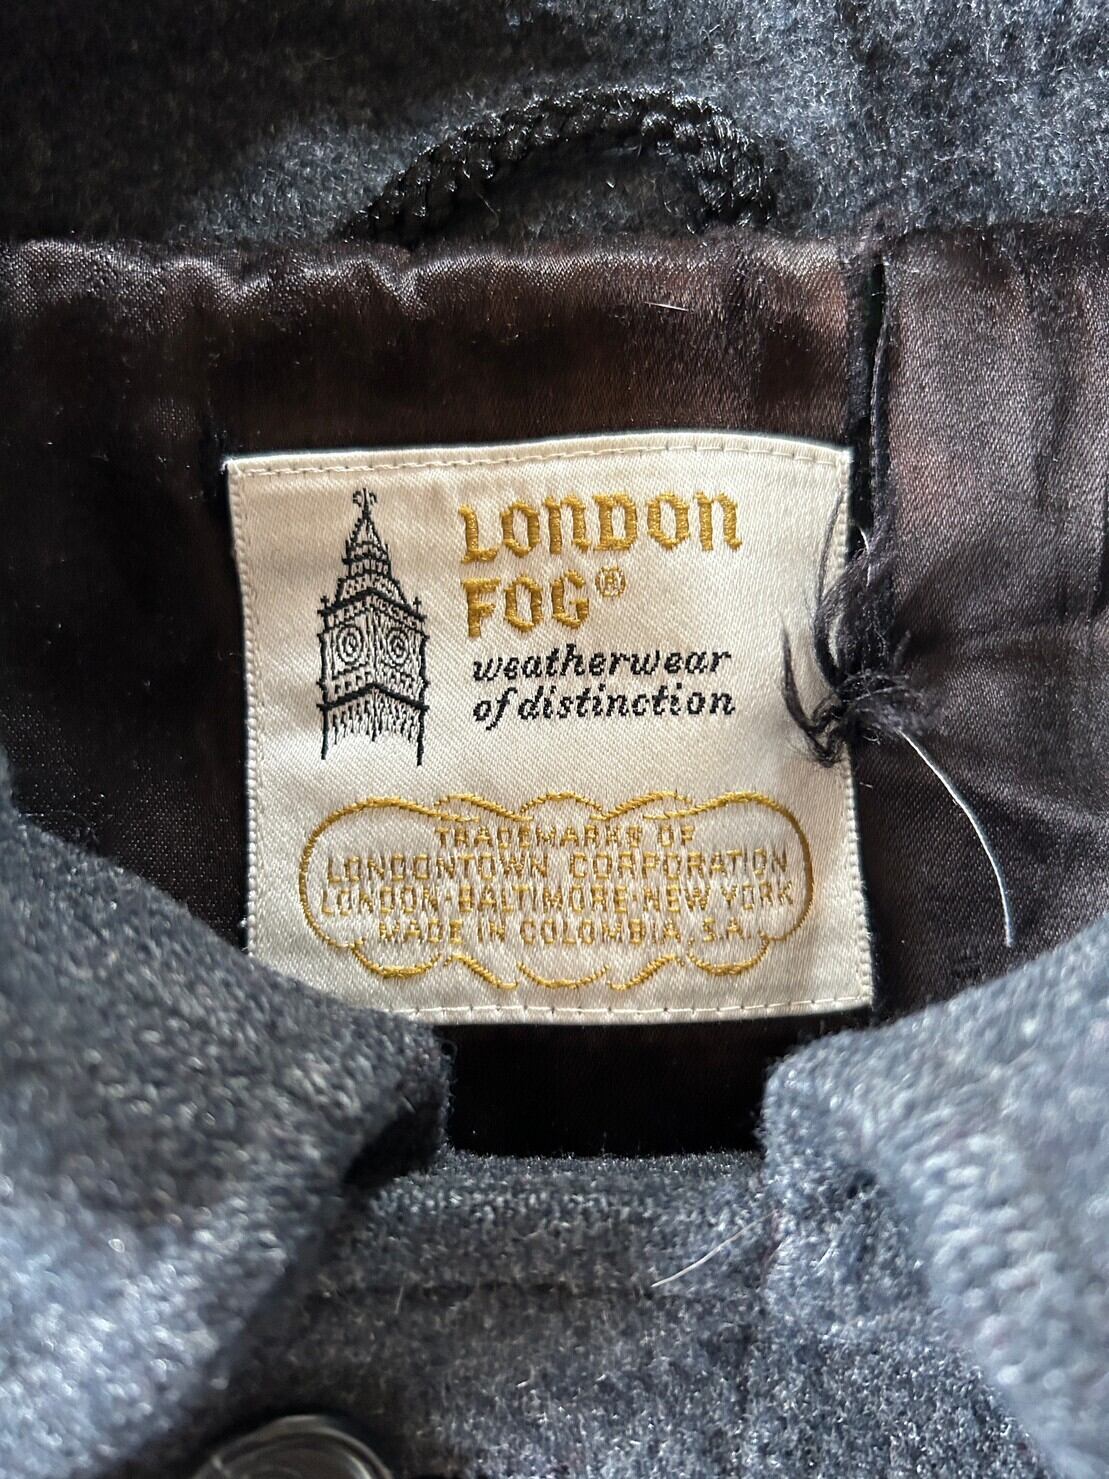 LONDON
FOG®
weatherwear
of distinction
TRADEMARKS OF
LONDONTOWN CORPORATION
LONDON-BALTIMORE-NEW YORK
MADE IN COLOMBIA, S.A.